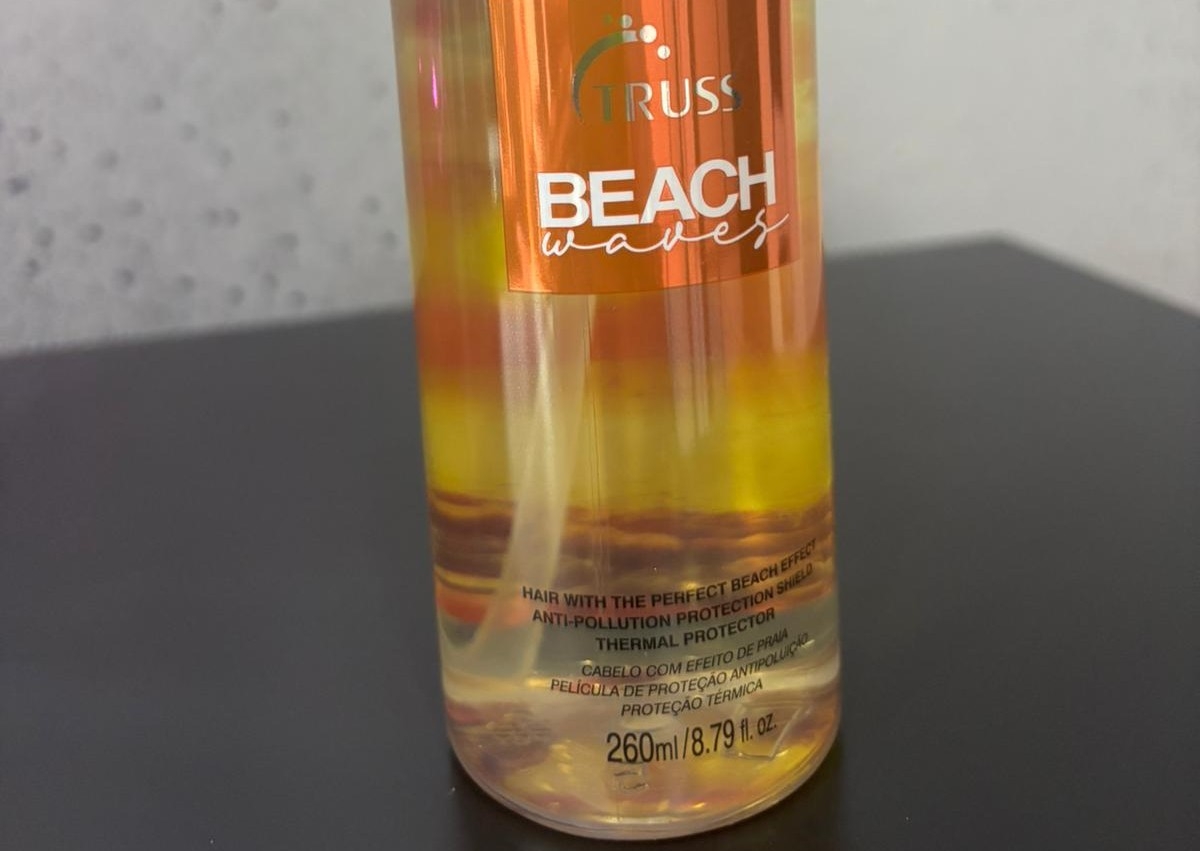 TRUSS
BEACH
waves
HAIR WITH THE PERFECT BEACH EFFECT
ANTI-POLLUTION PROTECTION SHIELD
THERMAL PROTECTOR
CABELO COM EFEITO DE PRAIA
PELÍCULA DE PROTEÇÃO ANTIPOLUIÇÃO
PROTEÇÃO TÉRMICA
260ml/8.79 fl. oz.